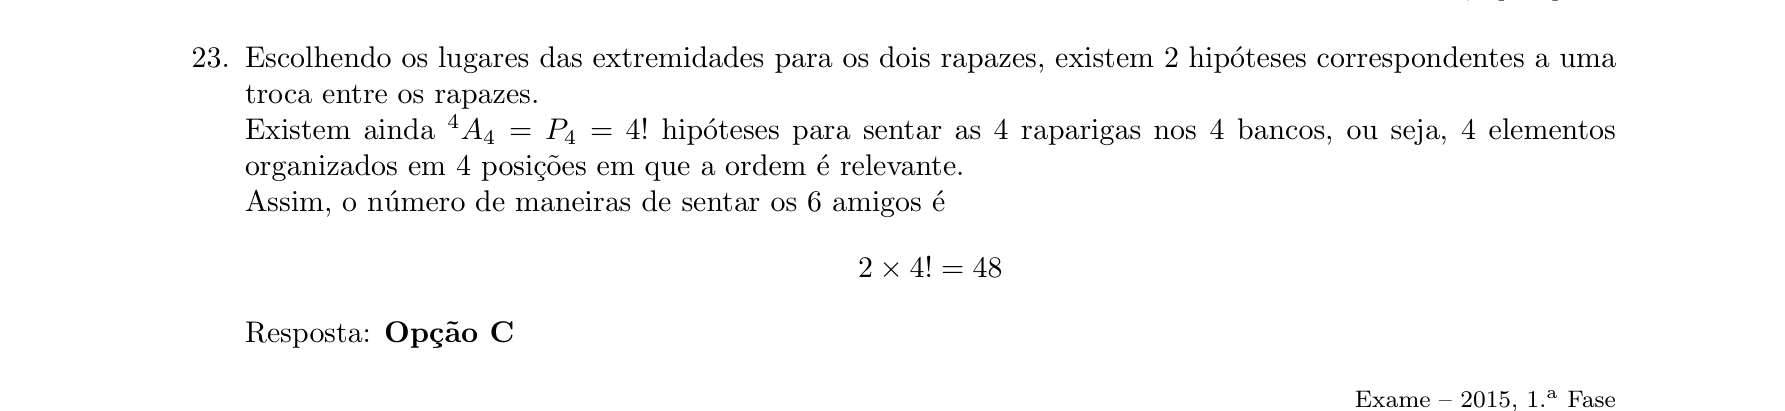 23. Escolhendo os lugares das extremidades para os dois rapazes, existem 2 hipóteses correspondentes a uma
troca entre os rapazes.
Existem ainda ⁴A₄ = P₄ = 4! hipóteses para sentar as 4 raparigas nos 4 bancos, ou seja, 4 elementos
organizados em 4 posições em que a ordem é relevante.
Assim, o número de maneiras de sentar os 6 amigos é
2 × 4! = 48
Resposta: Opção C
Exame – 2015, 1.ª Fase